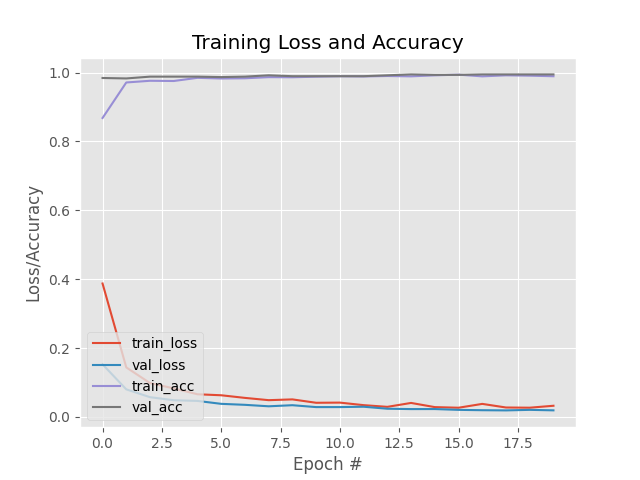 Training Loss and Accuracy
1.0
0.8
0.6
0.4
0.2
0.0
Loss/Accuracy
train_loss
val_loss
train_acc
val_acc
0.0 2.5 5.0 7.5 10.0 12.5 15.0 17.5
Epoch #